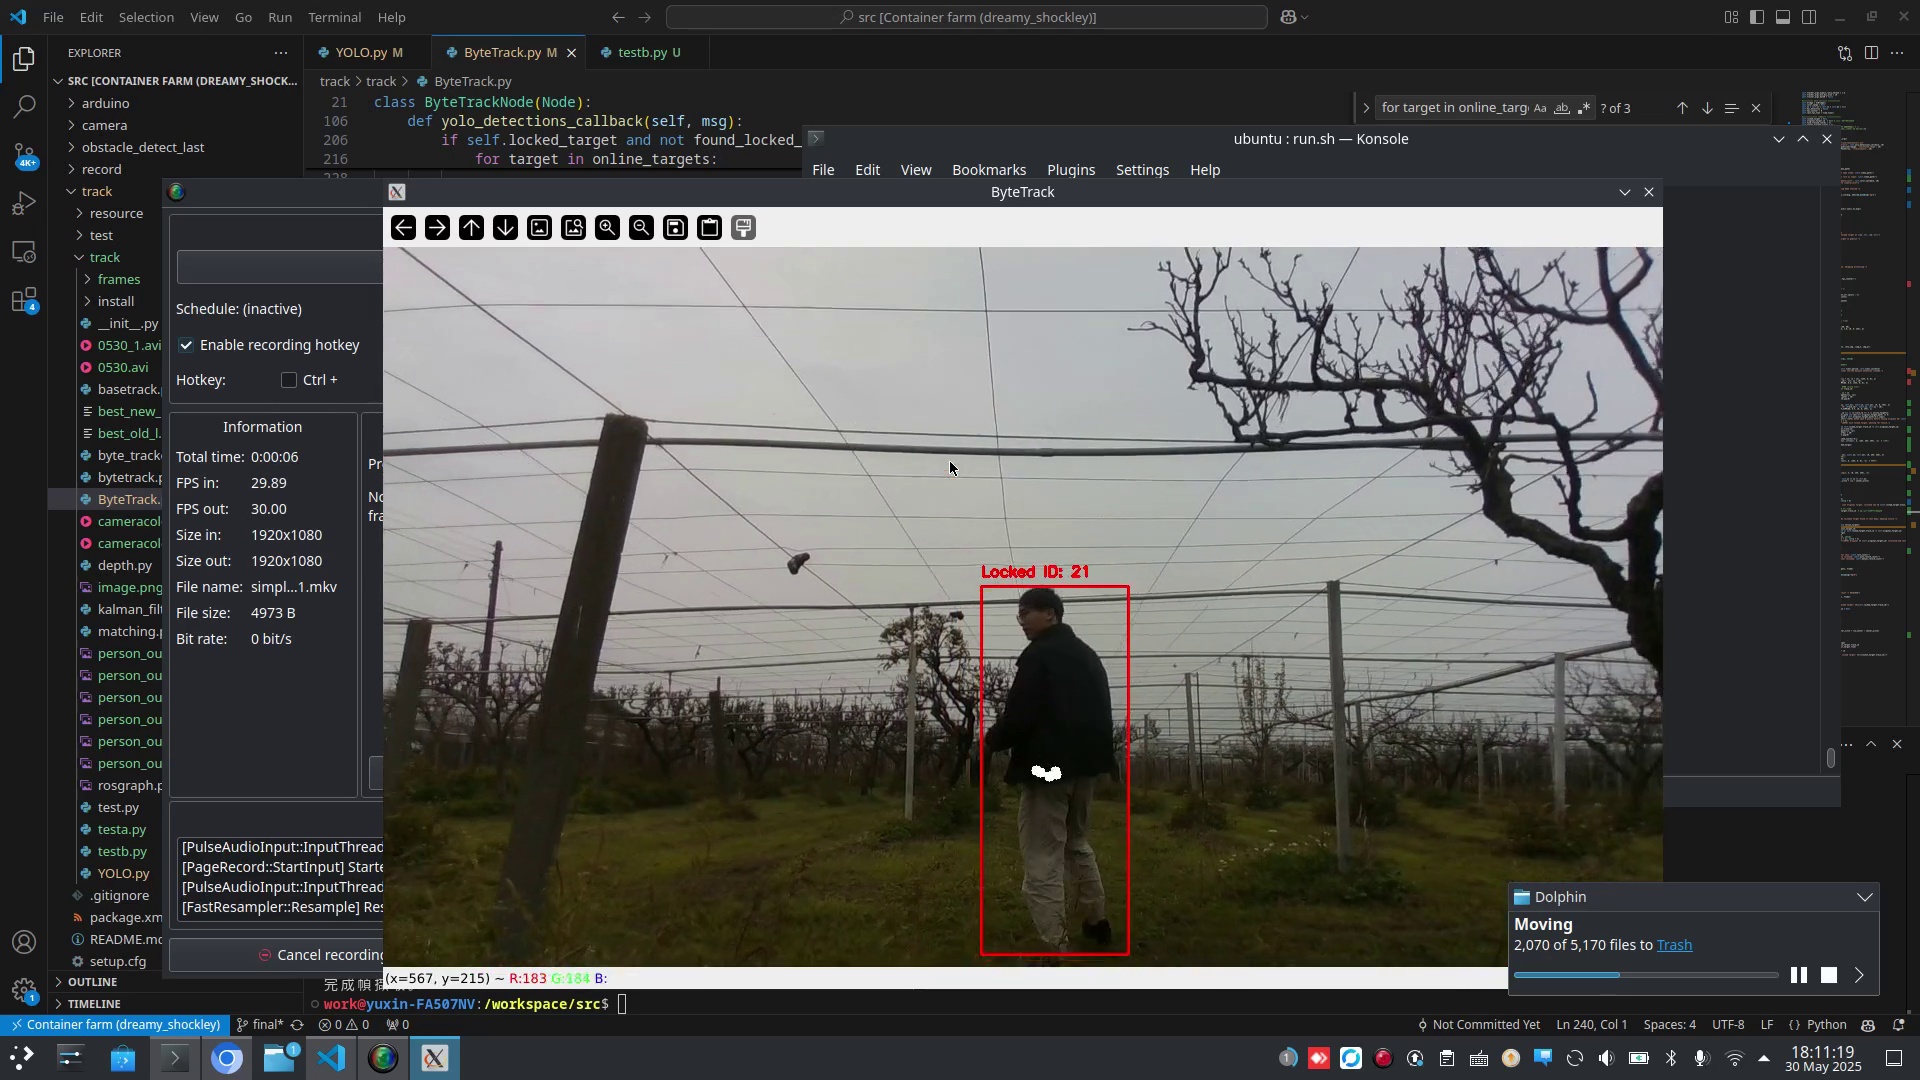 File Edit Selection View Go Run Terminal Help
src [Container farm (dreamy_shockley)]
EXPLORER
YOLO.py M
ByteTrack.py M
testb.py U
SRC [CONTAINER FARM (DREAMY_SHOCK...
track > track > ByteTrack.py
arduino
camera
obstacle_detect_last
record
track
resource
test
track
frames
install
__init__.py
0530_1.avi
0530.avi
basetrack.
best_new_
best_old_l.
byte_track
bytetrack.p
ByteTrack.
cameracol
cameracol
depth.py
image.png
kalman_filt
matching.p
person_ou
person_ou
person_ou
person_ou
person_ou
person_ou
rosgraph.p
test.py
testa.py
testb.py
YOLO.py
.gitignore
package.xm
README.md
setup.cfg
OUTLINE
TIMELINE
21 class ByteTrackNode(Node):
106 def yolo_detections_callback(self, msg):
206 if self.locked_target and not found_locked_
216 for target in online_targets:
for target in online_targ
Aa ab ? of 3
ubuntu : run.sh — Konsole
File Edit View Bookmarks Plugins Settings Help
ByteTrack
Schedule: (inactive)
Enable recording hotkey
Hotkey: Ctrl +
Information
Total time: 0:00:06
FPS in: 29.89
FPS out: 30.00
Size in: 1920x1080
Size out: 1920x1080
File name: simpl...1.mkv
File size: 4973 B
Bit rate: 0 bit/s
Pr
No
fra
[PulseAudioInput::InputThread
[PageRecord::StartInput] Starte
[PulseAudioInput::InputThread
[FastResampler::Resample] Res
Cancel recording
Locked ID: 21
(x=567, y=215) ~ R:183 G:184 B:
work@yuxin-FA507NV:/workspace/src$
Dolphin
Moving
2,070 of 5,170 files to Trash
Container farm (dreamy_shockley) final* 0 0 0
Not Committed Yet Ln 240, Col 1 Spaces: 4 UTF-8 LF {} Python
4K+
4
1
1
1
18:11:19
30 May 2025